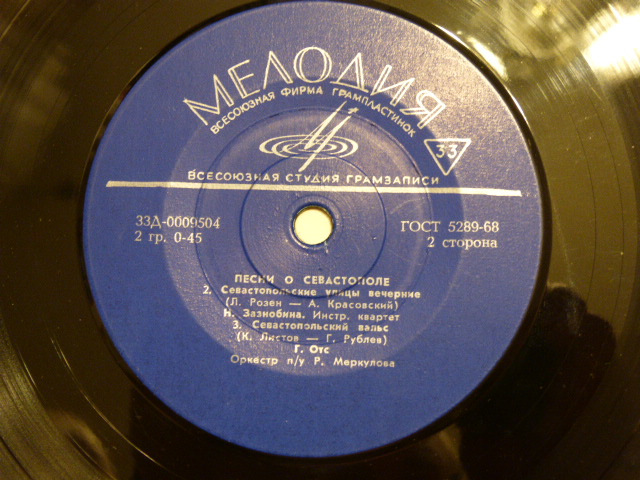 МЕЛОДИЯ
ВСЕСОЮЗНАЯ ФИРМА ГРАМПЛАСТИНОК
33
ВСЕСОЮЗНАЯ СТУДИЯ ГРАМЗАПИСИ
33Д-0009504
ГОСТ 5289-68
2 гр. 0-45
2 сторона
ПЕСНИ О СЕВАСТОПОЛЕ
2. Севастопольские улицы вечерние
(Л. Розен — А. Красовский)
Н. Зазнобина. Инстр. квартет
3. Севастопольский вальс
(К. Листов — Г. Рублев)
Г. Отс
Оркестр п/у Р. Меркулова